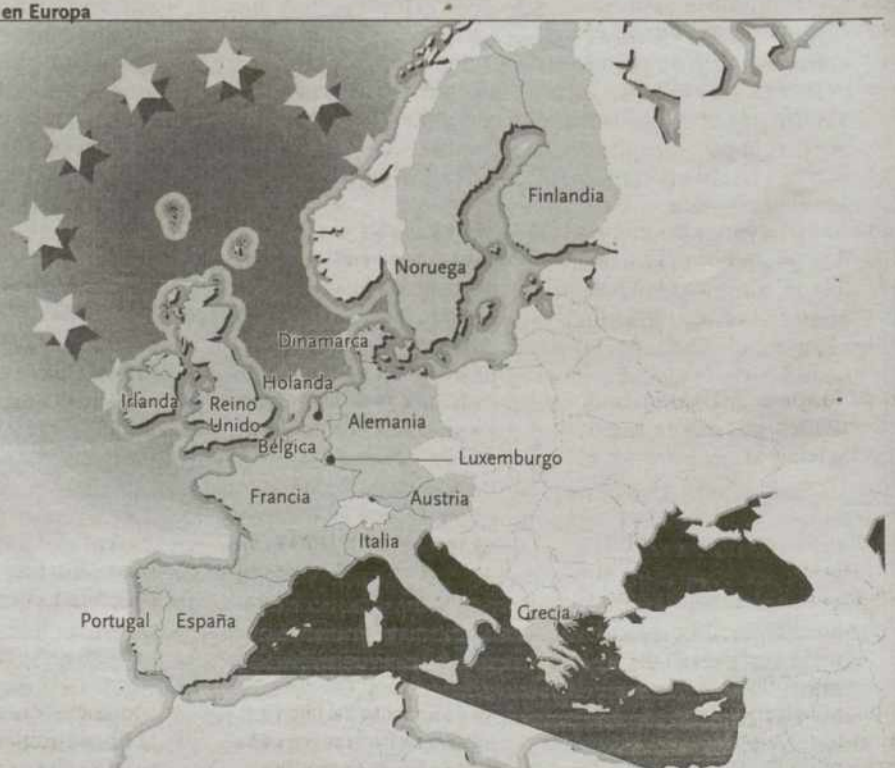 en Europa
Finlandia
Noruega
Dinamarca
Holanda
Irlanda
Reino
Unido
Alemania
Bélgica
Luxemburgo
Francia
Austria
Italia
Portugal
España
Grecia